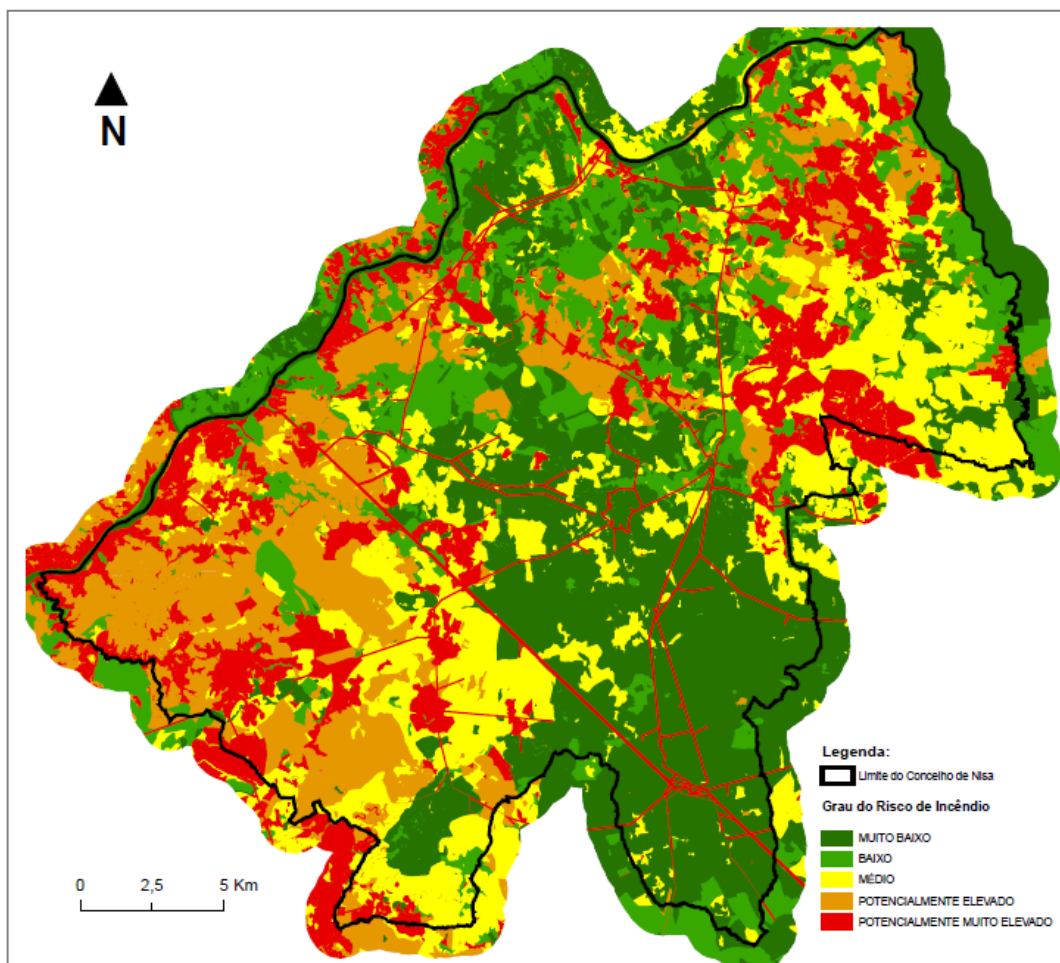 N
Legenda:
Limite do Concelho de Nisa
Grau do Risco de Incêndio
MUITO BAIXO
BAIXO
MÉDIO
POTENCIALMENTE ELEVADO
POTENCIALMENTE MUITO ELEVADO
0 2,5 5 Km